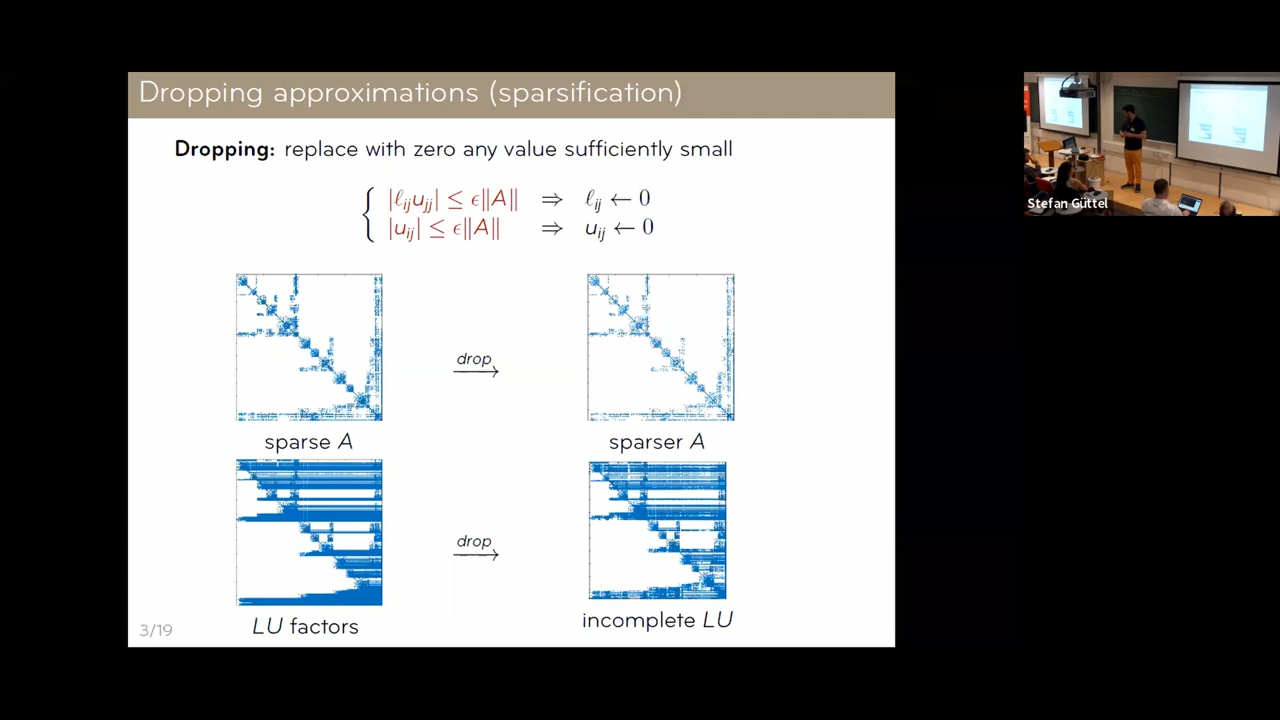 Dropping approximations (sparsification)
Dropping: replace with zero any value sufficiently small
|ℓ_ij u_jj| ≤ ϵ‖A‖ ⇒ ℓ_ij ← 0
|u_ij| ≤ ϵ‖A‖ ⇒ u_ij ← 0
drop
sparse A
sparser A
drop
LU factors
incomplete LU
3/19
Stefan Güttel